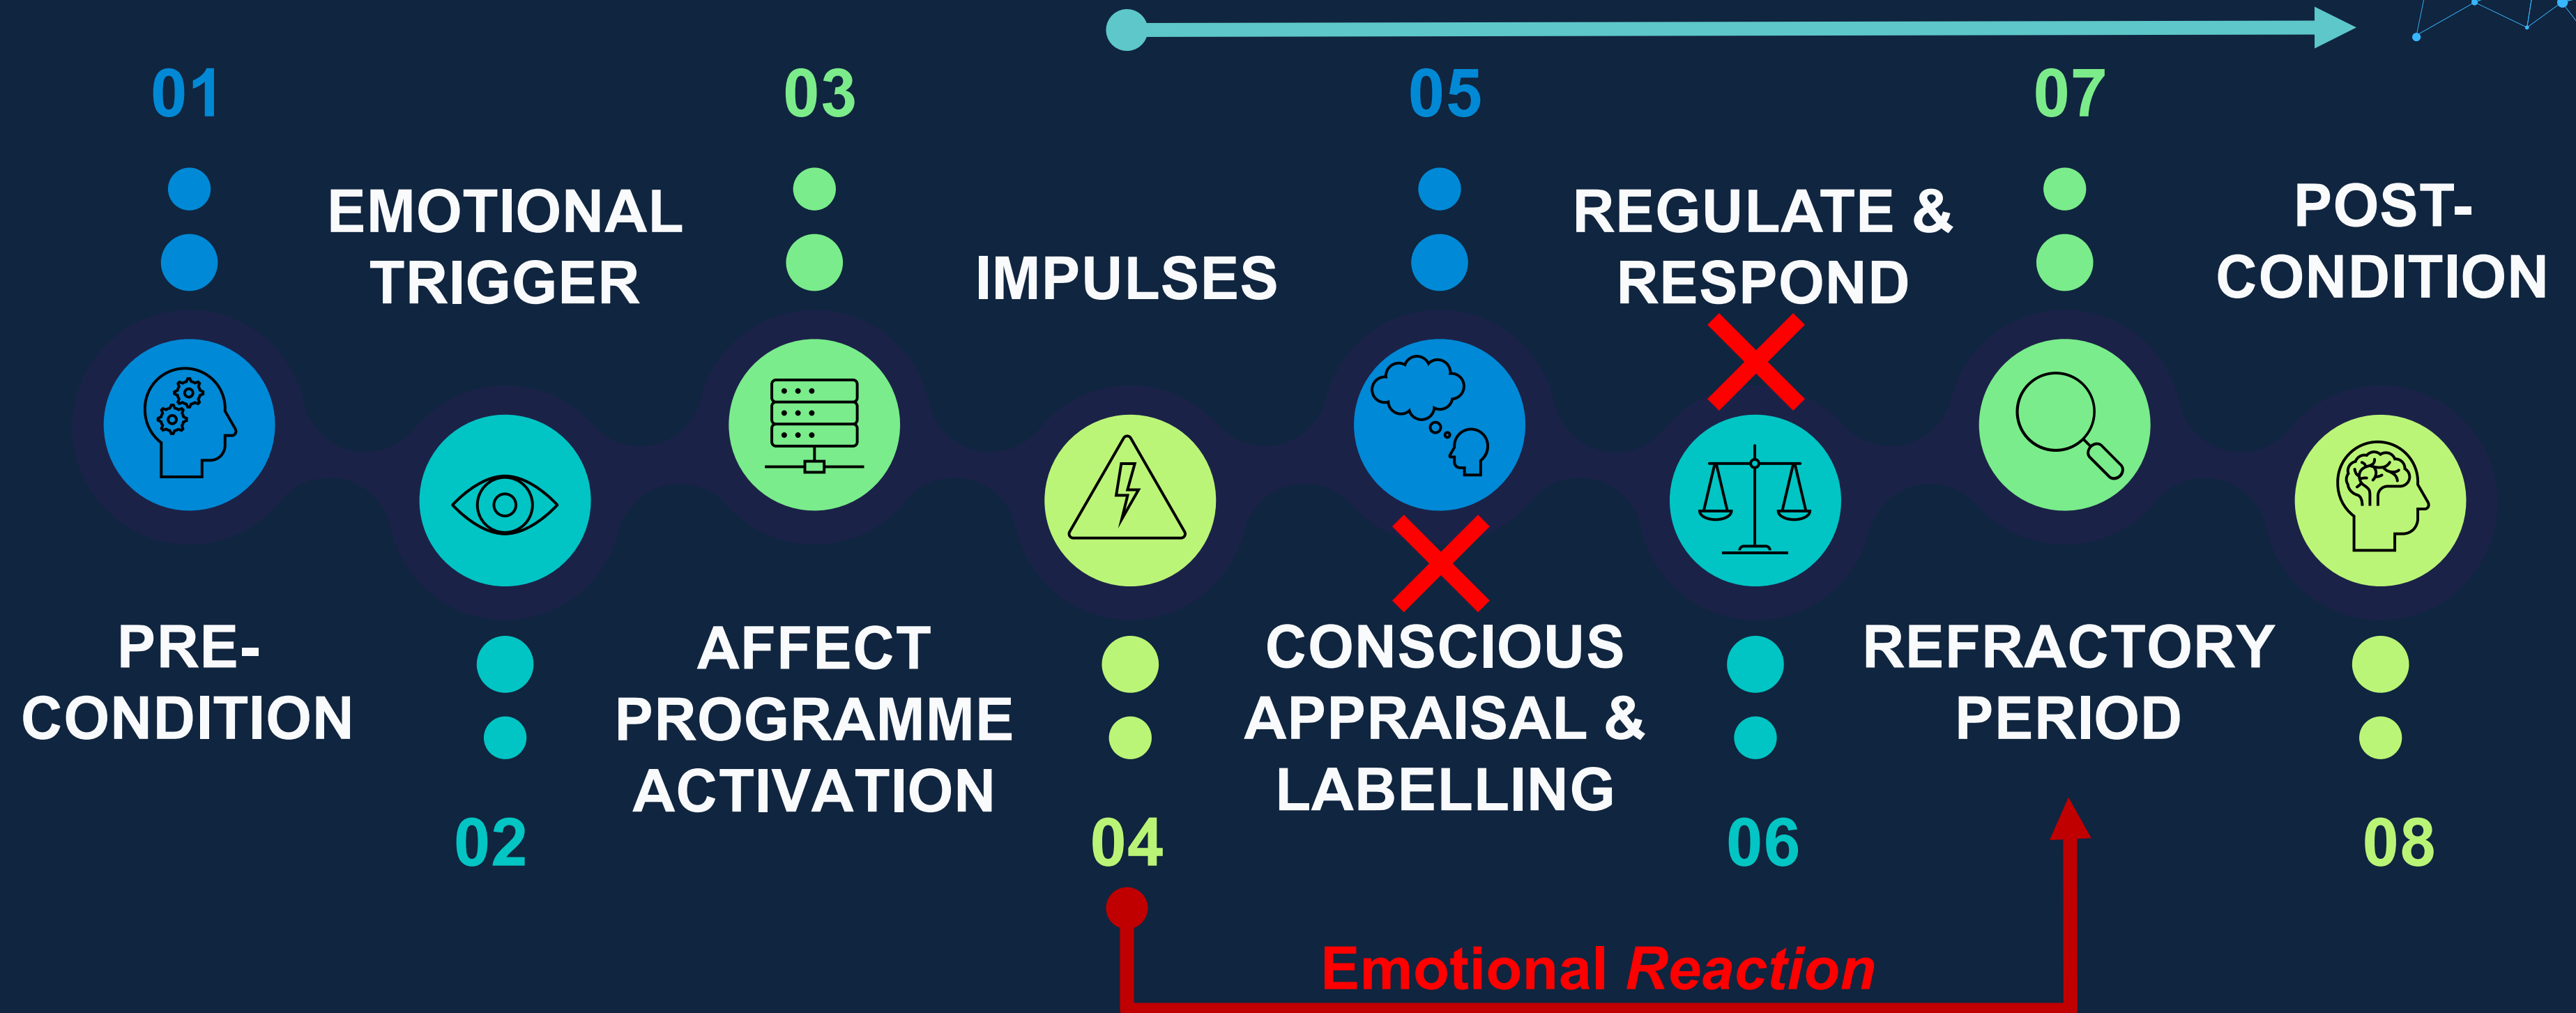 01
PRE-
CONDITION
EMOTIONAL
TRIGGER
02
03
AFFECT
PROGRAMME
ACTIVATION
IMPULSES
04
05
CONSCIOUS
APPRAISAL &
LABELLING
REGULATE &
RESPOND
06
07
REFRACTORY
PERIOD
POST-
CONDITION
08
Emotional Reaction